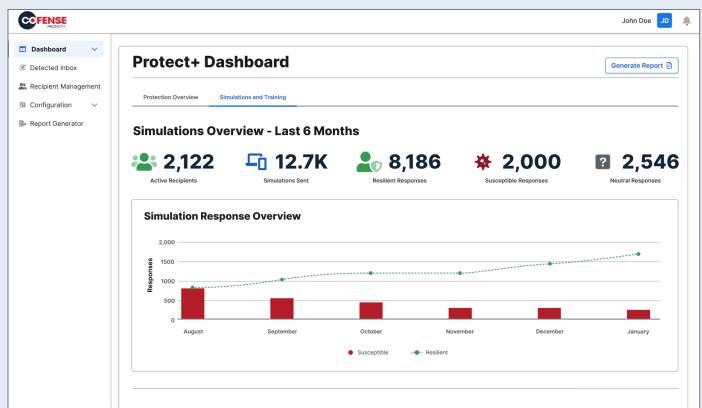 COFENSE
PROTECT+
John Doe
JD
Dashboard
Detected Inbox
Recipient Management
Configuration
Report Generator
Protect+ Dashboard
Generate Report
Protection Overview
Simulations and Training
Simulations Overview - Last 6 Months
2,122
12.7K
8,186
2,000
? 2,546
Active Recipients
Simulations Sent
Resilient Responses
Susceptible Responses
Neutral Responses
Simulation Response Overview
Responses
2,000
1500
1000
500
0
August
September
October
November
December
January
Susceptible
Resilient